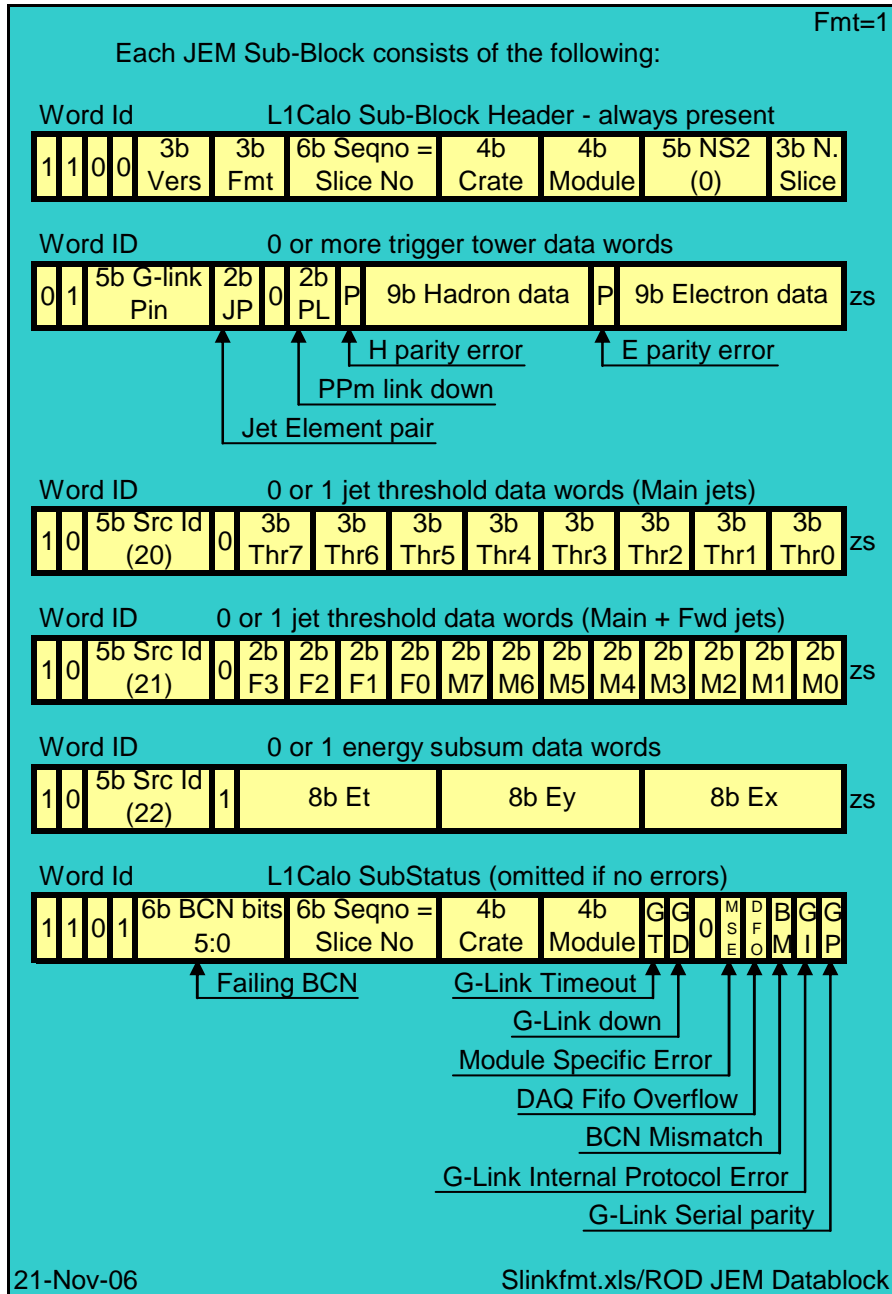 Fmt=1
Each JEM Sub-Block consists of the following:
Word Id L1Calo Sub-Block Header - always present
1 1 0 0 3b Vers 3b Fmt 6b Seqno = Slice No 4b Crate 4b Module 5b NS2 (0) 3b N. Slice
Word ID 0 or more trigger tower data words
0 1 5b G-link Pin 2b JP 0 2b PL P 9b Hadron data P 9b Electron data zs
H parity error E parity error
PPm link down
Jet Element pair
Word ID 0 or 1 jet threshold data words (Main jets)
1 0 5b Src Id (20) 0 3b Thr7 3b Thr6 3b Thr5 3b Thr4 3b Thr3 3b Thr2 3b Thr1 3b Thr0 zs
Word ID 0 or 1 jet threshold data words (Main + Fwd jets)
1 0 5b Src Id (21) 0 2b F3 2b F2 2b F1 2b F0 2b M7 2b M6 2b M5 2b M4 2b M3 2b M2 2b M1 2b M0 zs
Word ID 0 or 1 energy subsum data words
1 0 5b Src Id (22) 1 8b Et 8b Ey 8b Ex zs
Word Id L1Calo SubStatus (omitted if no errors)
1 1 0 1 6b BCN bits 5:0 6b Seqno = Slice No 4b Crate 4b Module GT GD 0 MSE DFO BM GI GP
Failing BCN G-Link Timeout
G-Link down
Module Specific Error
DAQ Fifo Overflow
BCN Mismatch
G-Link Internal Protocol Error
G-Link Serial parity
21-Nov-06 Slinkfmt.xls/ROD JEM Datablock